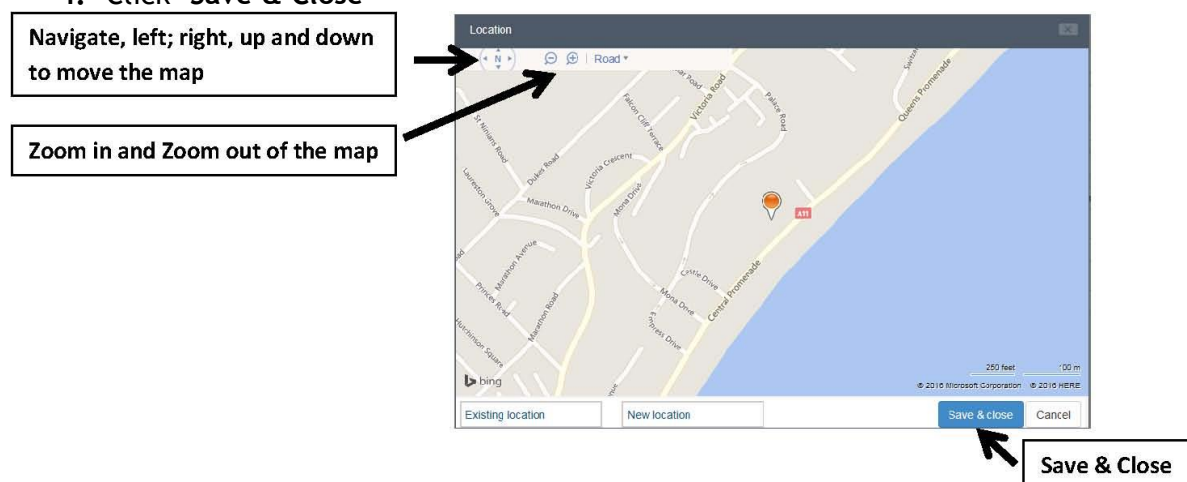 Click "Save & Close"
Navigate, left; right, up and down
to move the map
Zoom in and Zoom out of the map
Location
N
Road
Victoria Road
Palace Road
Queens Promenade
Falcon Cliff Terrace
St Ninians Road
Dukes Road
Victoria Crescent
Laureston Grove
Marathon Drive
Mona Drive
A11
Marathon Avenue
Castle Drive
Central Promenade
Princes Road
Marathon Road
Mona Drive
Empress Drive
Hutchinson Square
250 feet
100 m
bing
© 2016 Microsoft Corporation © 2016 HERE
Existing location
New location
Save & close
Cancel
Save & Close